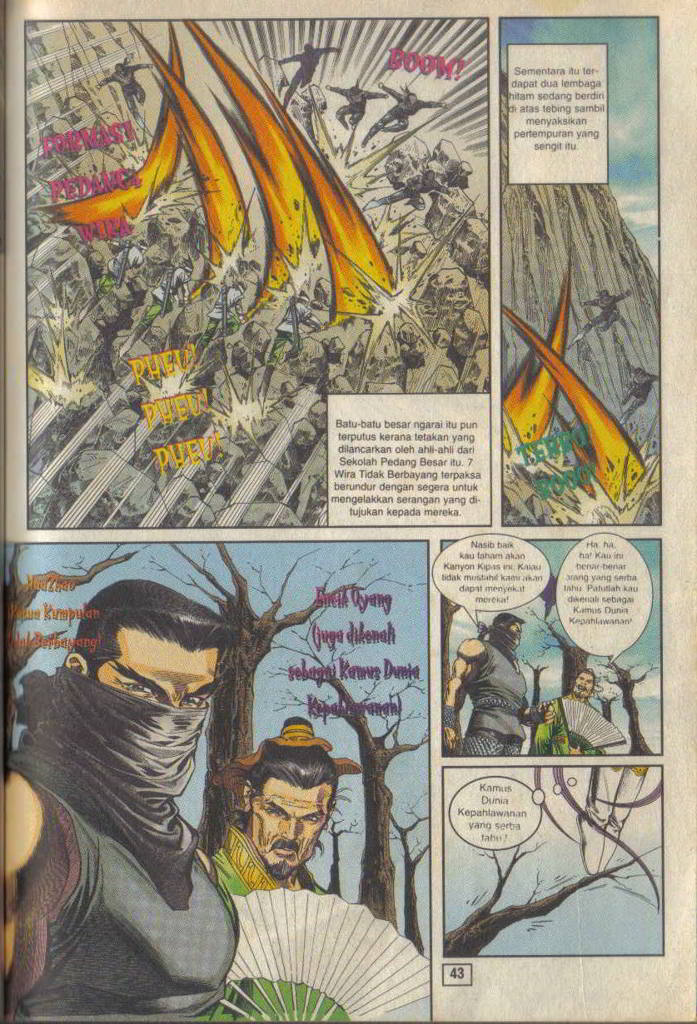 BOOM!
FORMASI
PEDANG
WIRA
PHEU!
PHEU!
PHEU!
Batu-batu besar ngarai itu pun
terputus kerana tetakan yang
dilancarkan oleh ahli-ahli dari
Sekolah Pedang Besar itu. 7
Wira Tidak Berbayang terpaksa
berundur dengan segera untuk
mengelakkan serangan yang di-
tujukan kepada mereka.
Sementara itu ter-
dapat dua lembaga
hitam sedang berdiri
di atas tebing sambil
menyaksikan
pertempuran yang
sengit itu.
Kumpulan
Berbayang!
Encik Oyang
(juga dikenali
sebagai Kamus Dunia
Kepahlawanan)
Nasib baik
kau faham akan
Kanyon Kipas ini. Kalau
tidak mustahil kami akan
dapat menyekat
mereka!
Ha, ha,
ha! Kau ini
benar-benar
orang yang serba
tahu. Patutlah kau
dikenali sebagai
Kamus Dunia
Kepahlawanan!
Kamus
Dunia
Kepahlawanan
yang serba
tahu?
43